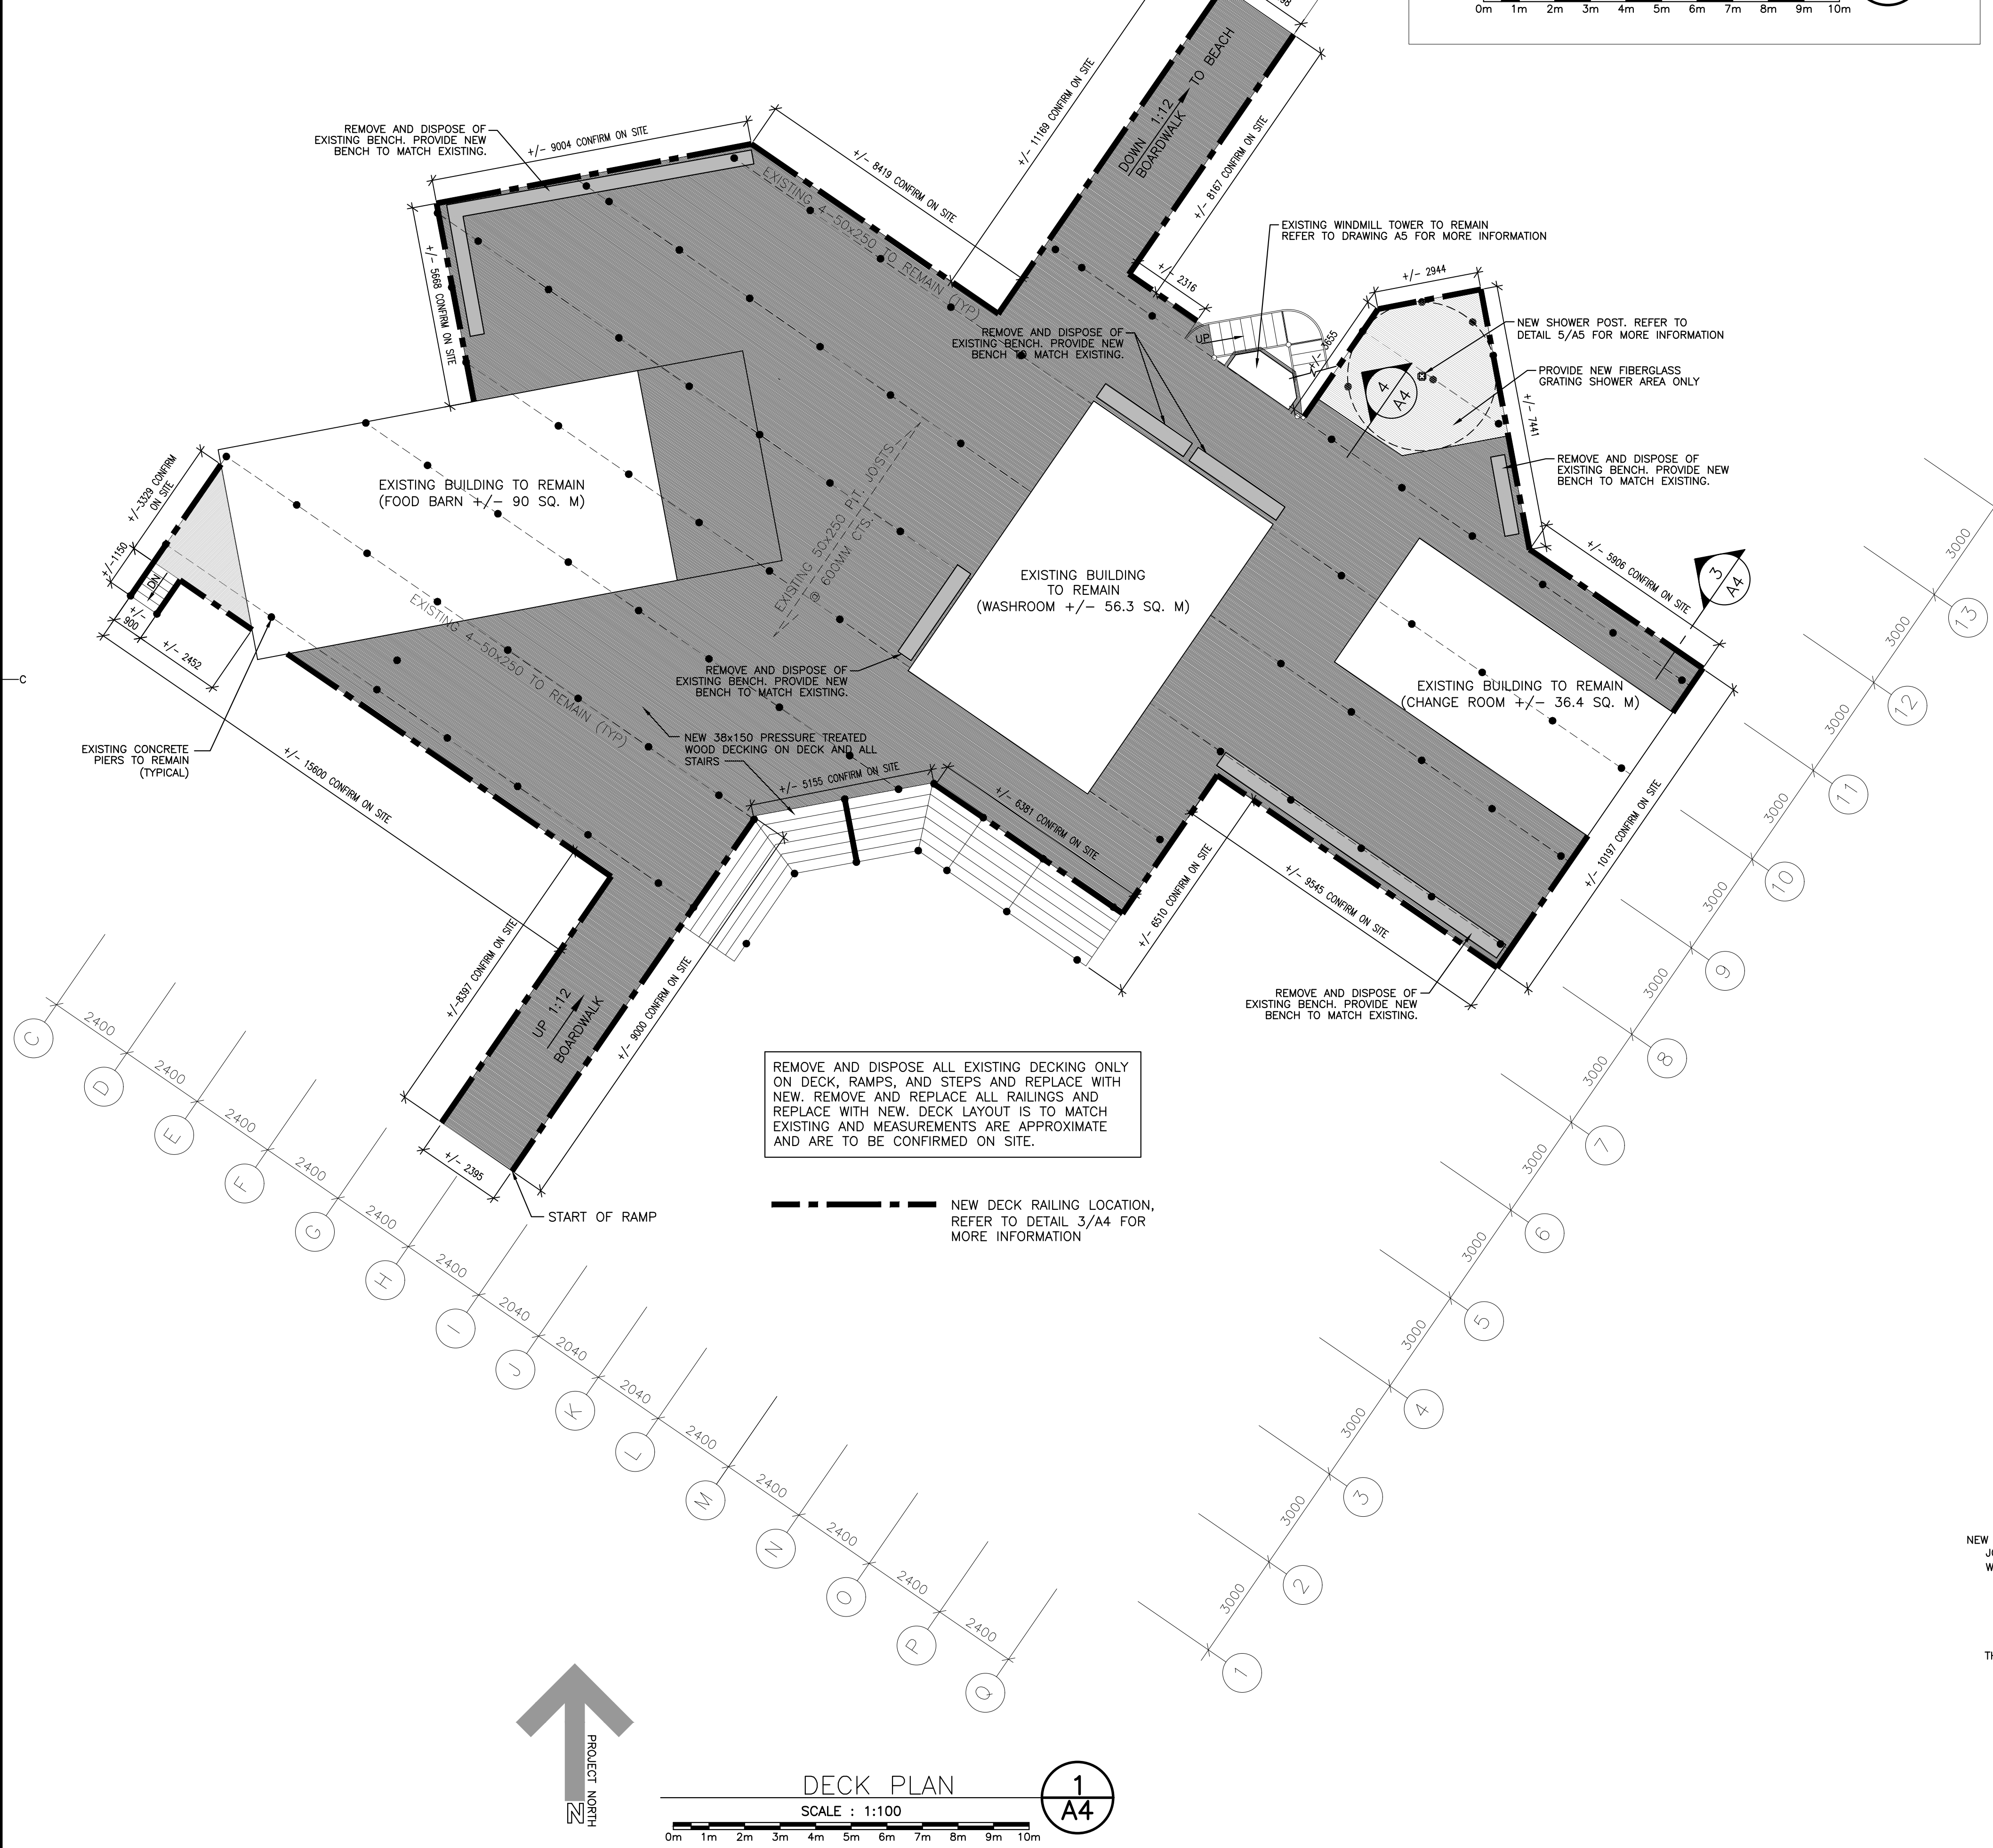 0m 1m 2m 3m 4m 5m 6m 7m 8m 9m 10m
TO BEACH
DOWN 1:12
BOARDWALK
+/- 11169 CONFIRM ON SITE
+/- 8167 CONFIRM ON SITE
REMOVE AND DISPOSE OF
EXISTING BENCH. PROVIDE NEW
BENCH TO MATCH EXISTING.
+/- 9004 CONFIRM ON SITE
+/- 8419 CONFIRM ON SITE
+/- 5668 CONFIRM ON SITE
EXISTING 4-50x250 TO REMAIN (TYP)
+/- 2316
EXISTING WINDMILL TOWER TO REMAIN
REFER TO DRAWING A5 FOR MORE INFORMATION
+/- 2944
UP
+/- 3655
NEW SHOWER POST. REFER TO
DETAIL 5/A5 FOR MORE INFORMATION
PROVIDE NEW FIBERGLASS
GRATING SHOWER AREA ONLY
4
A4
+/- 7441
REMOVE AND DISPOSE OF
EXISTING BENCH. PROVIDE NEW
BENCH TO MATCH EXISTING.
REMOVE AND DISPOSE OF
EXISTING BENCH. PROVIDE NEW
BENCH TO MATCH EXISTING.
+/-3329 CONFIRM
ON SITE
+/-1150
DN
+/-
900
+/- 2452
EXISTING BUILDING TO REMAIN
(FOOD BARN +/- 90 SQ. M)
EXISTING 50x250 P.T. JOISTS
@ 600MM CTS.
EXISTING BUILDING
TO REMAIN
(WASHROOM +/- 56.3 SQ. M)
+/- 5906 CONFIRM ON SITE
3
A4
EXISTING 4-50x250 TO REMAIN (TYP)
REMOVE AND DISPOSE OF
EXISTING BENCH. PROVIDE NEW
BENCH TO MATCH EXISTING.
EXISTING BUILDING TO REMAIN
(CHANGE ROOM +/- 36.4 SQ. M)
C
EXISTING CONCRETE
PIERS TO REMAIN
(TYPICAL)
+/- 15600 CONFIRM ON SITE
NEW 38x150 PRESSURE TREATED
WOOD DECKING ON DECK AND ALL
STAIRS
+/- 5155 CONFIRM ON SITE
+/- 6381 CONFIRM ON SITE
+/- 6510 CONFIRM ON SITE
+/- 9545 CONFIRM ON SITE
+/- 10197 CONFIRM ON SITE
REMOVE AND DISPOSE OF
EXISTING BENCH. PROVIDE NEW
BENCH TO MATCH EXISTING.
+/-8397 CONFIRM ON SITE
UP 1:12
BOARDWALK
+/- 9000 CONFIRM ON SITE
+/- 2395
START OF RAMP
REMOVE AND DISPOSE ALL EXISTING DECKING ONLY
ON DECK, RAMPS, AND STEPS AND REPLACE WITH
NEW. REMOVE AND REPLACE ALL RAILINGS AND
REPLACE WITH NEW. DECK LAYOUT IS TO MATCH
EXISTING AND MEASUREMENTS ARE APPROXIMATE
AND ARE TO BE CONFIRMED ON SITE.
NEW DECK RAILING LOCATION,
REFER TO DETAIL 3/A4 FOR
MORE INFORMATION
C D E F G H I J K L M N O P Q
2400 2400 2400 2400 2400 2400 2040 2040 2040 2400 2400 2400 2400 2400
13 12 11 10 9 8 7 6 5 4 3 2 1
3000 3000 3000 3000 3000 3000 3000 3000 3000 3000 3000 3000 3000
NEW
PROJECT NORTH
N
DECK PLAN
SCALE : 1:100
1
A4
0m 1m 2m 3m 4m 5m 6m 7m 8m 9m 10m